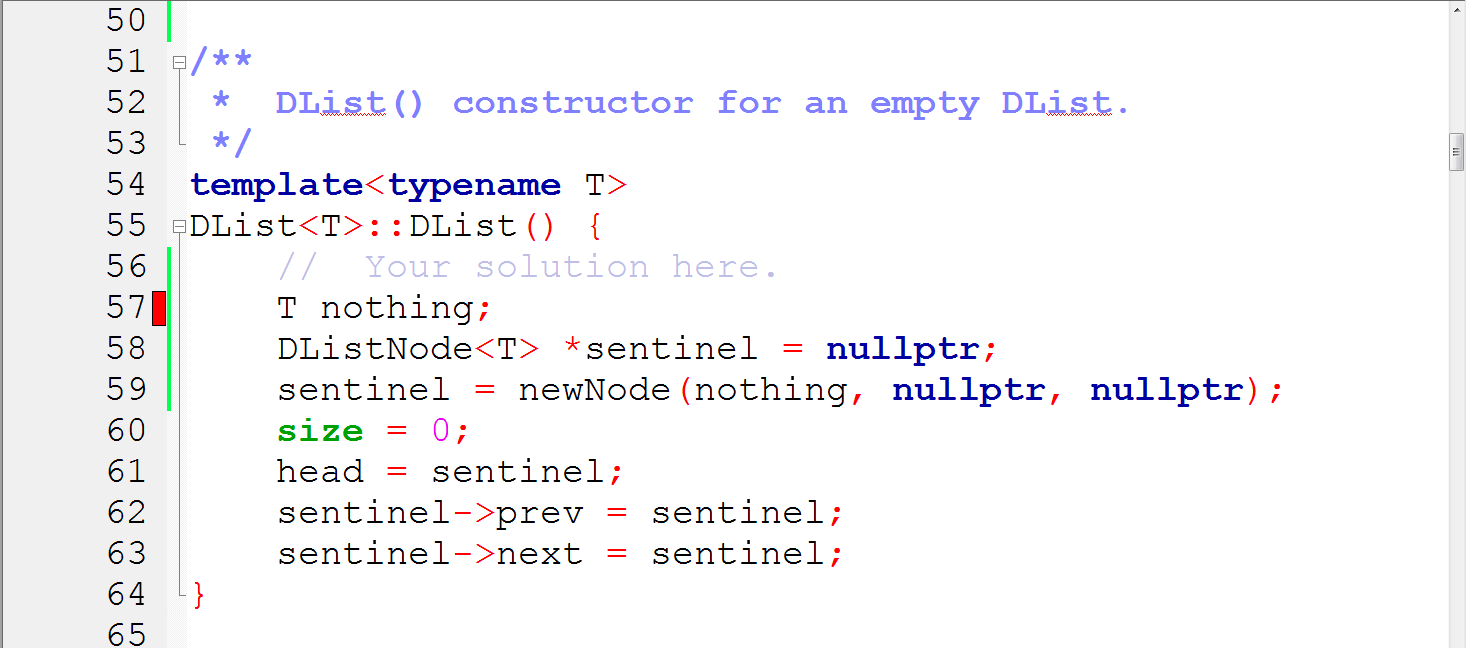 50
51 /**
52  *  DList() constructor for an empty DList.
53  */
54 template<typename T>
55 DList<T>::DList() {
56     //  Your solution here.
57     T nothing;
58     DListNode<T> *sentinel = nullptr;
59     sentinel = newNode(nothing, nullptr, nullptr);
60     size = 0;
61     head = sentinel;
62     sentinel->prev = sentinel;
63     sentinel->next = sentinel;
64 }
65